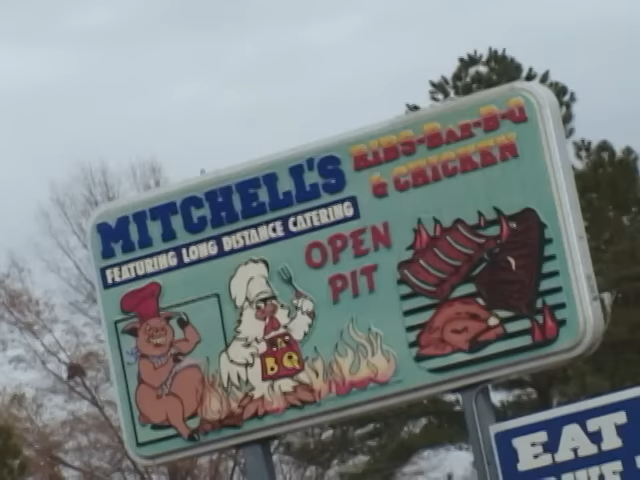 MITCHELL'S
RIBS-BAR-B-Q
& CHICKEN
FEATURING LONG DISTANCE CATERING
OPEN
PIT
BQ
EAT